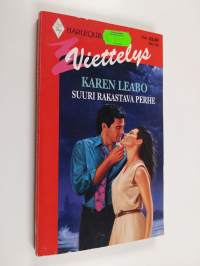 HARLEQUIN
Viettelys
KAREN LEABO
SUURI RAKASTAVA PERHE